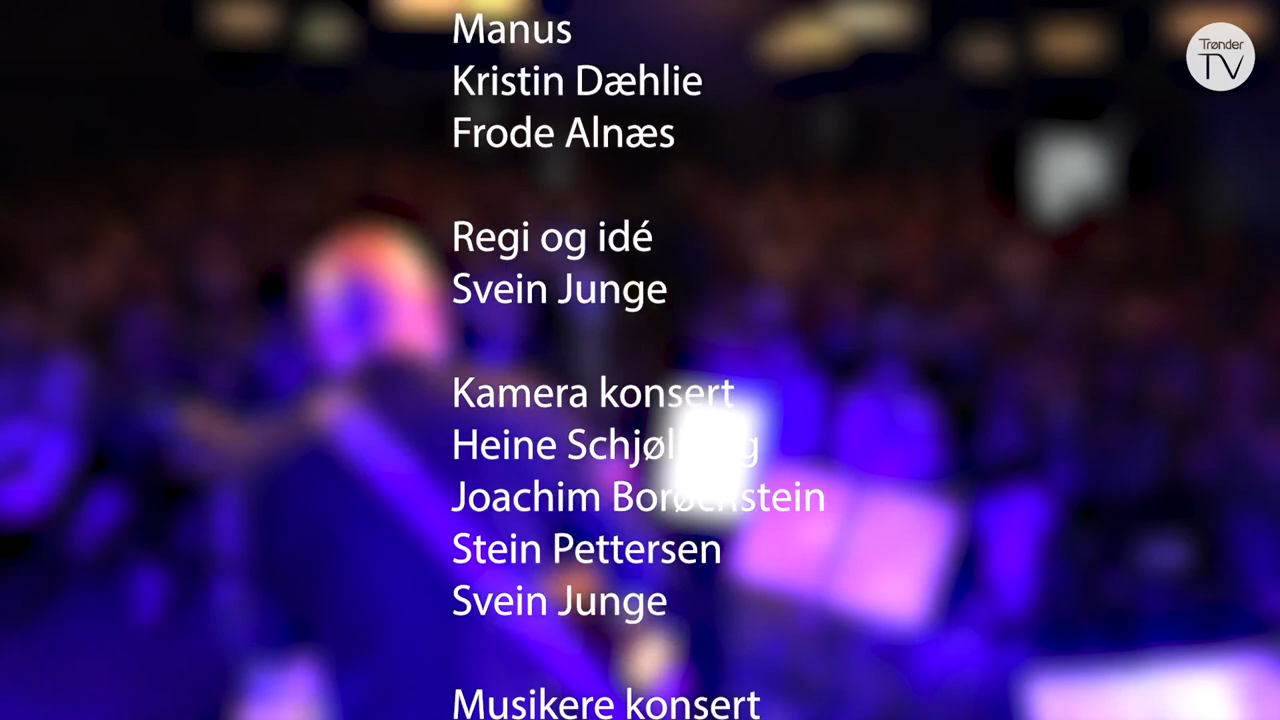 Manus
Kristin Dæhlie
Frode Alnæs
Regi og idé
Svein Junge
Kamera konsert
Heine
Joachim
Stein Pettersen
Svein Junge
Musikere konsert
Trønder
TV